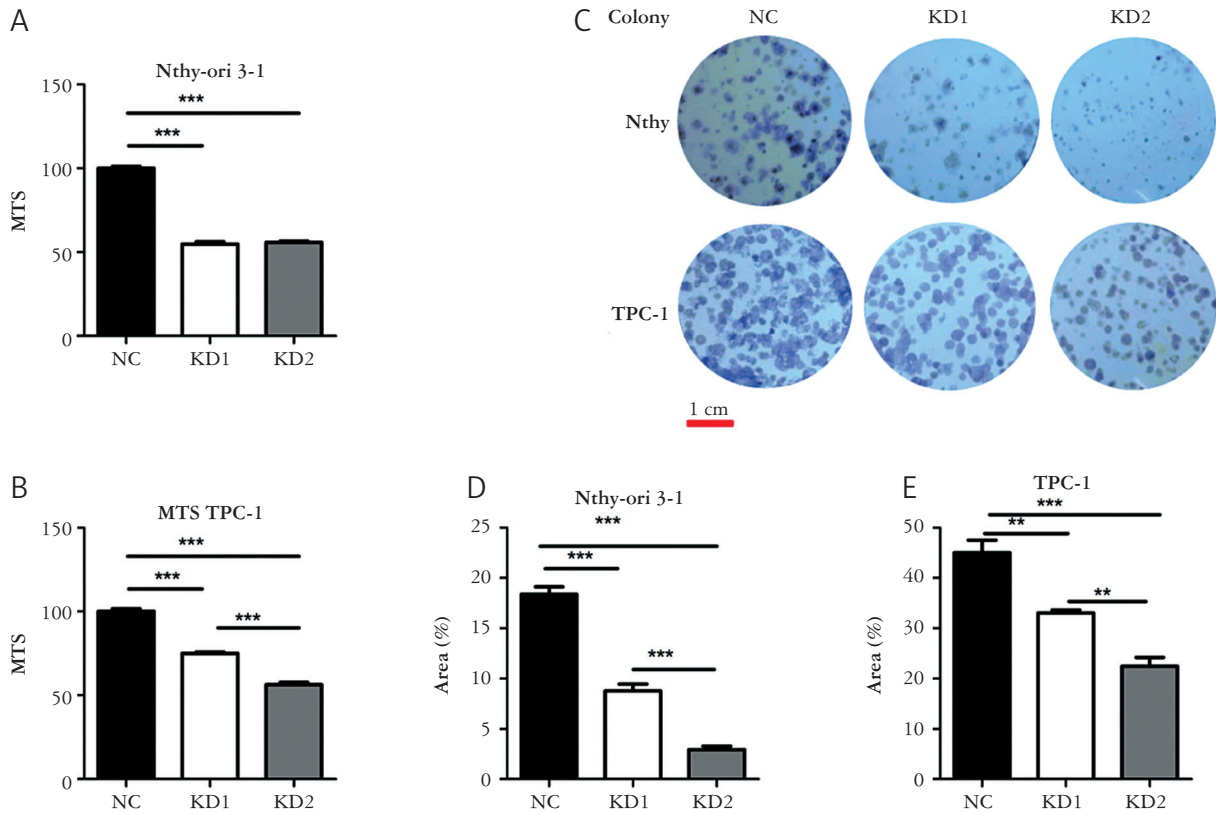 A
Nthy-ori 3-1
150
***
***
100
MTS
50
0
NC KD1 KD2
C
Colony NC KD1 KD2
Nthy
TPC-1
1 cm
B
MTS TPC-1
150
***
***
100
***
MTS
50
0
NC KD1 KD2
D
Nthy-ori 3-1
25
***
***
20
15
***
Area (%)
10
5
0
NC KD1 KD2
E
TPC-1
***
50
**
40
**
30
Area (%)
20
10
0
NC KD1 KD2